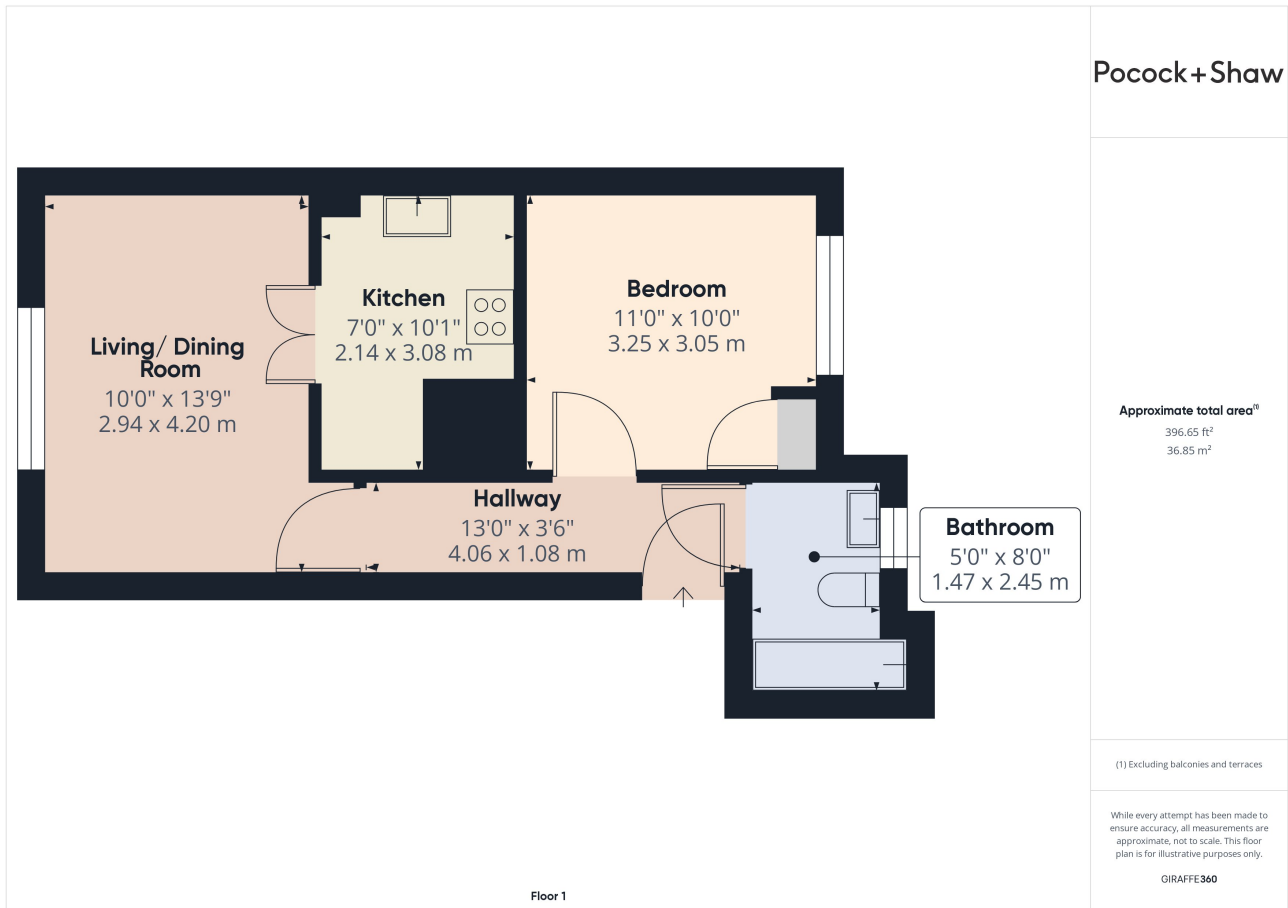 Pocock+Shaw
Living/ Dining
Room
10'0" x 13'9"
2.94 x 4.20 m
Kitchen
7'0" x 10'1"
2.14 x 3.08 m
Bedroom
11'0" x 10'0"
3.25 x 3.05 m
Hallway
13'0" x 3'6"
4.06 x 1.08 m
Bathroom
5'0" x 8'0"
1.47 x 2.45 m
Approximate total area(1)
396.65 ft²
36.85 m²
(1) Excluding balconies and terraces
While every attempt has been made to
ensure accuracy, all measurements are
approximate, not to scale. This floor
plan is for illustrative purposes only.
GIRAFFE360
Floor 1